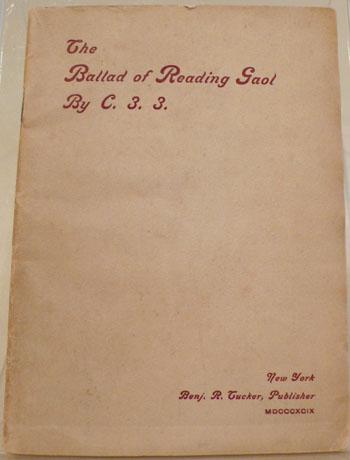 The
Ballad of Reading Gaol
By C. 3. 3.
New York
Benj. R. Tucker, Publisher
MDCCCXCIX